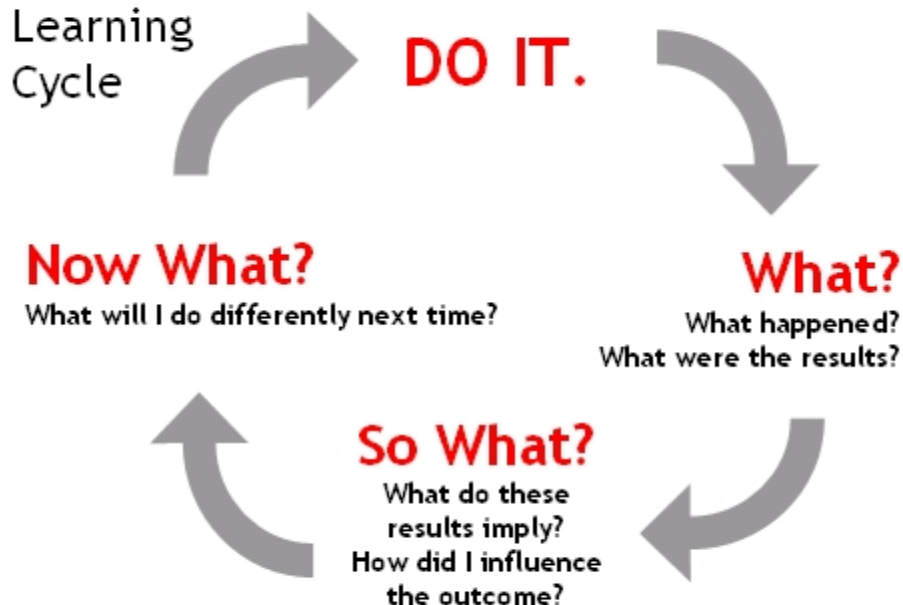 Learning
Cycle
DO IT.
What?
What happened?
What were the results?
So What?
What do these
results imply?
How did I influence
the outcome?
Now What?
What will I do differently next time?